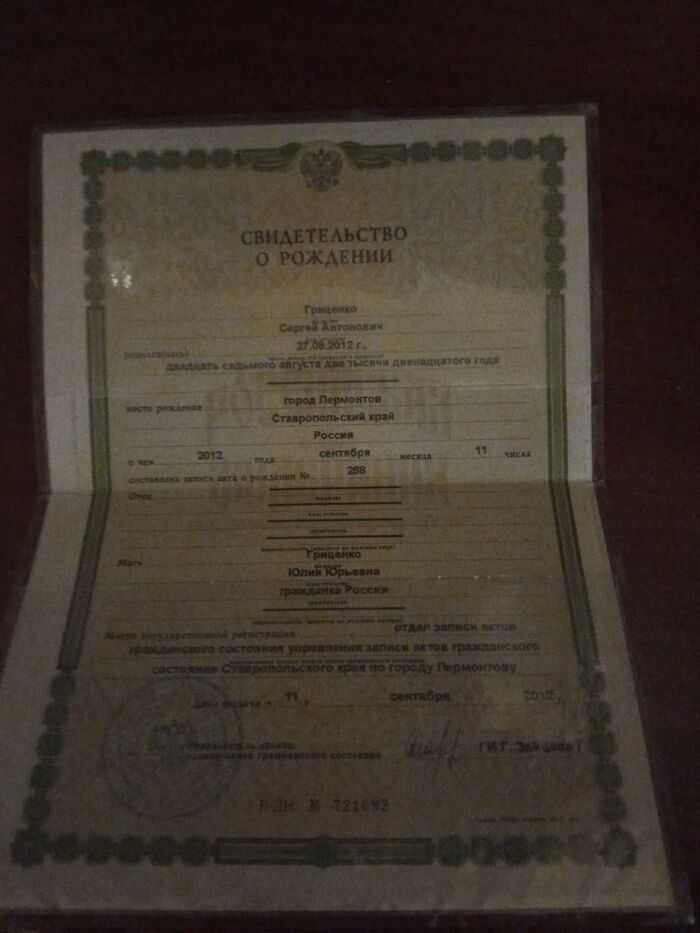 СВИДЕТЕЛЬСТВО
О РОЖДЕНИИ
Гриценко
Сергей Антонович
родился(лась) 27.08.2012 г.,
двадцать седьмого августа две тысячи двенадцатого года
место рождения город Лермонтов
Ставропольский край
Россия
о чем 2012 года сентября месяца 11 числа
составлена запись акта о рождении № 288
Отец
Мать Гриценко
Юлия Юрьевна
гражданка России
Место государственной регистрации отдел записи актов
гражданского состояния управления записи актов гражданского
состояния Ставропольского края по городу Лермонтову
Дата выдачи « 11 » сентября 2012 г.
записи актов гражданского состояния
№ 721692